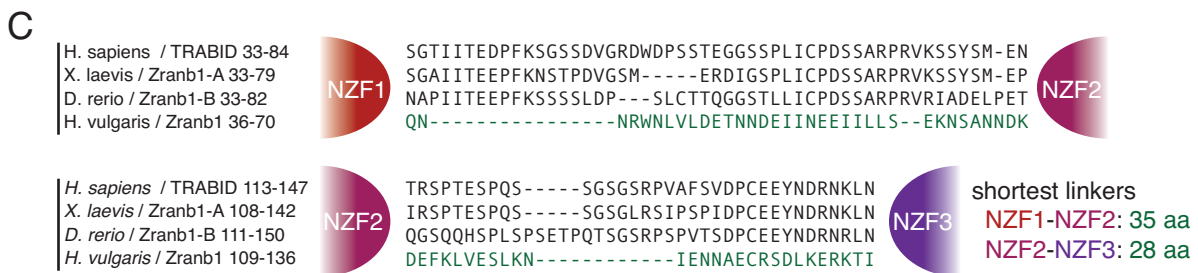 C
H. sapiens / TRABID 33-84 NZF1 SGTIITEDPFKSGSSDVGRDWDPSSTEGGSSPLICPDSSARPRVKSSYSM-EN NZF2
X. laevis / Zranb1-A 33-79 SGAIITEEPFKNSTPDVGSM-----ERDIGSPLICPDSSARPRVKSSYSM-EP
D. rerio / Zranb1-B 33-82 NAPIITEEPFKSSSSLDP---SLCTTQGGSTLLICPDSSARPRVRIADELPET
H. vulgaris / Zranb1 36-70 QN----------------NRWNLVLDETNNDEIINEEIILLS--EKNSANNDK
H. sapiens / TRABID 113-147 NZF2 TRSPTESPQS-----SGSGSRPVAFSVDPCEEYNDRNKLN NZF3
X. laevis / Zranb1-A 108-142 IRSPTESPQS-----SGSGLRSIPSPIDPCEEYNDRNKLN
D. rerio / Zranb1-B 111-150 QGSQQHSPLSPSETPQTSGSRPSPVTSDPCEEYNDRNRLN
H. vulgaris / Zranb1 109-136 DEFKLVESLKN------------IENNAECRSDLKERKTI
shortest linkers
NZF1-NZF2: 35 aa
NZF2-NZF3: 28 aa